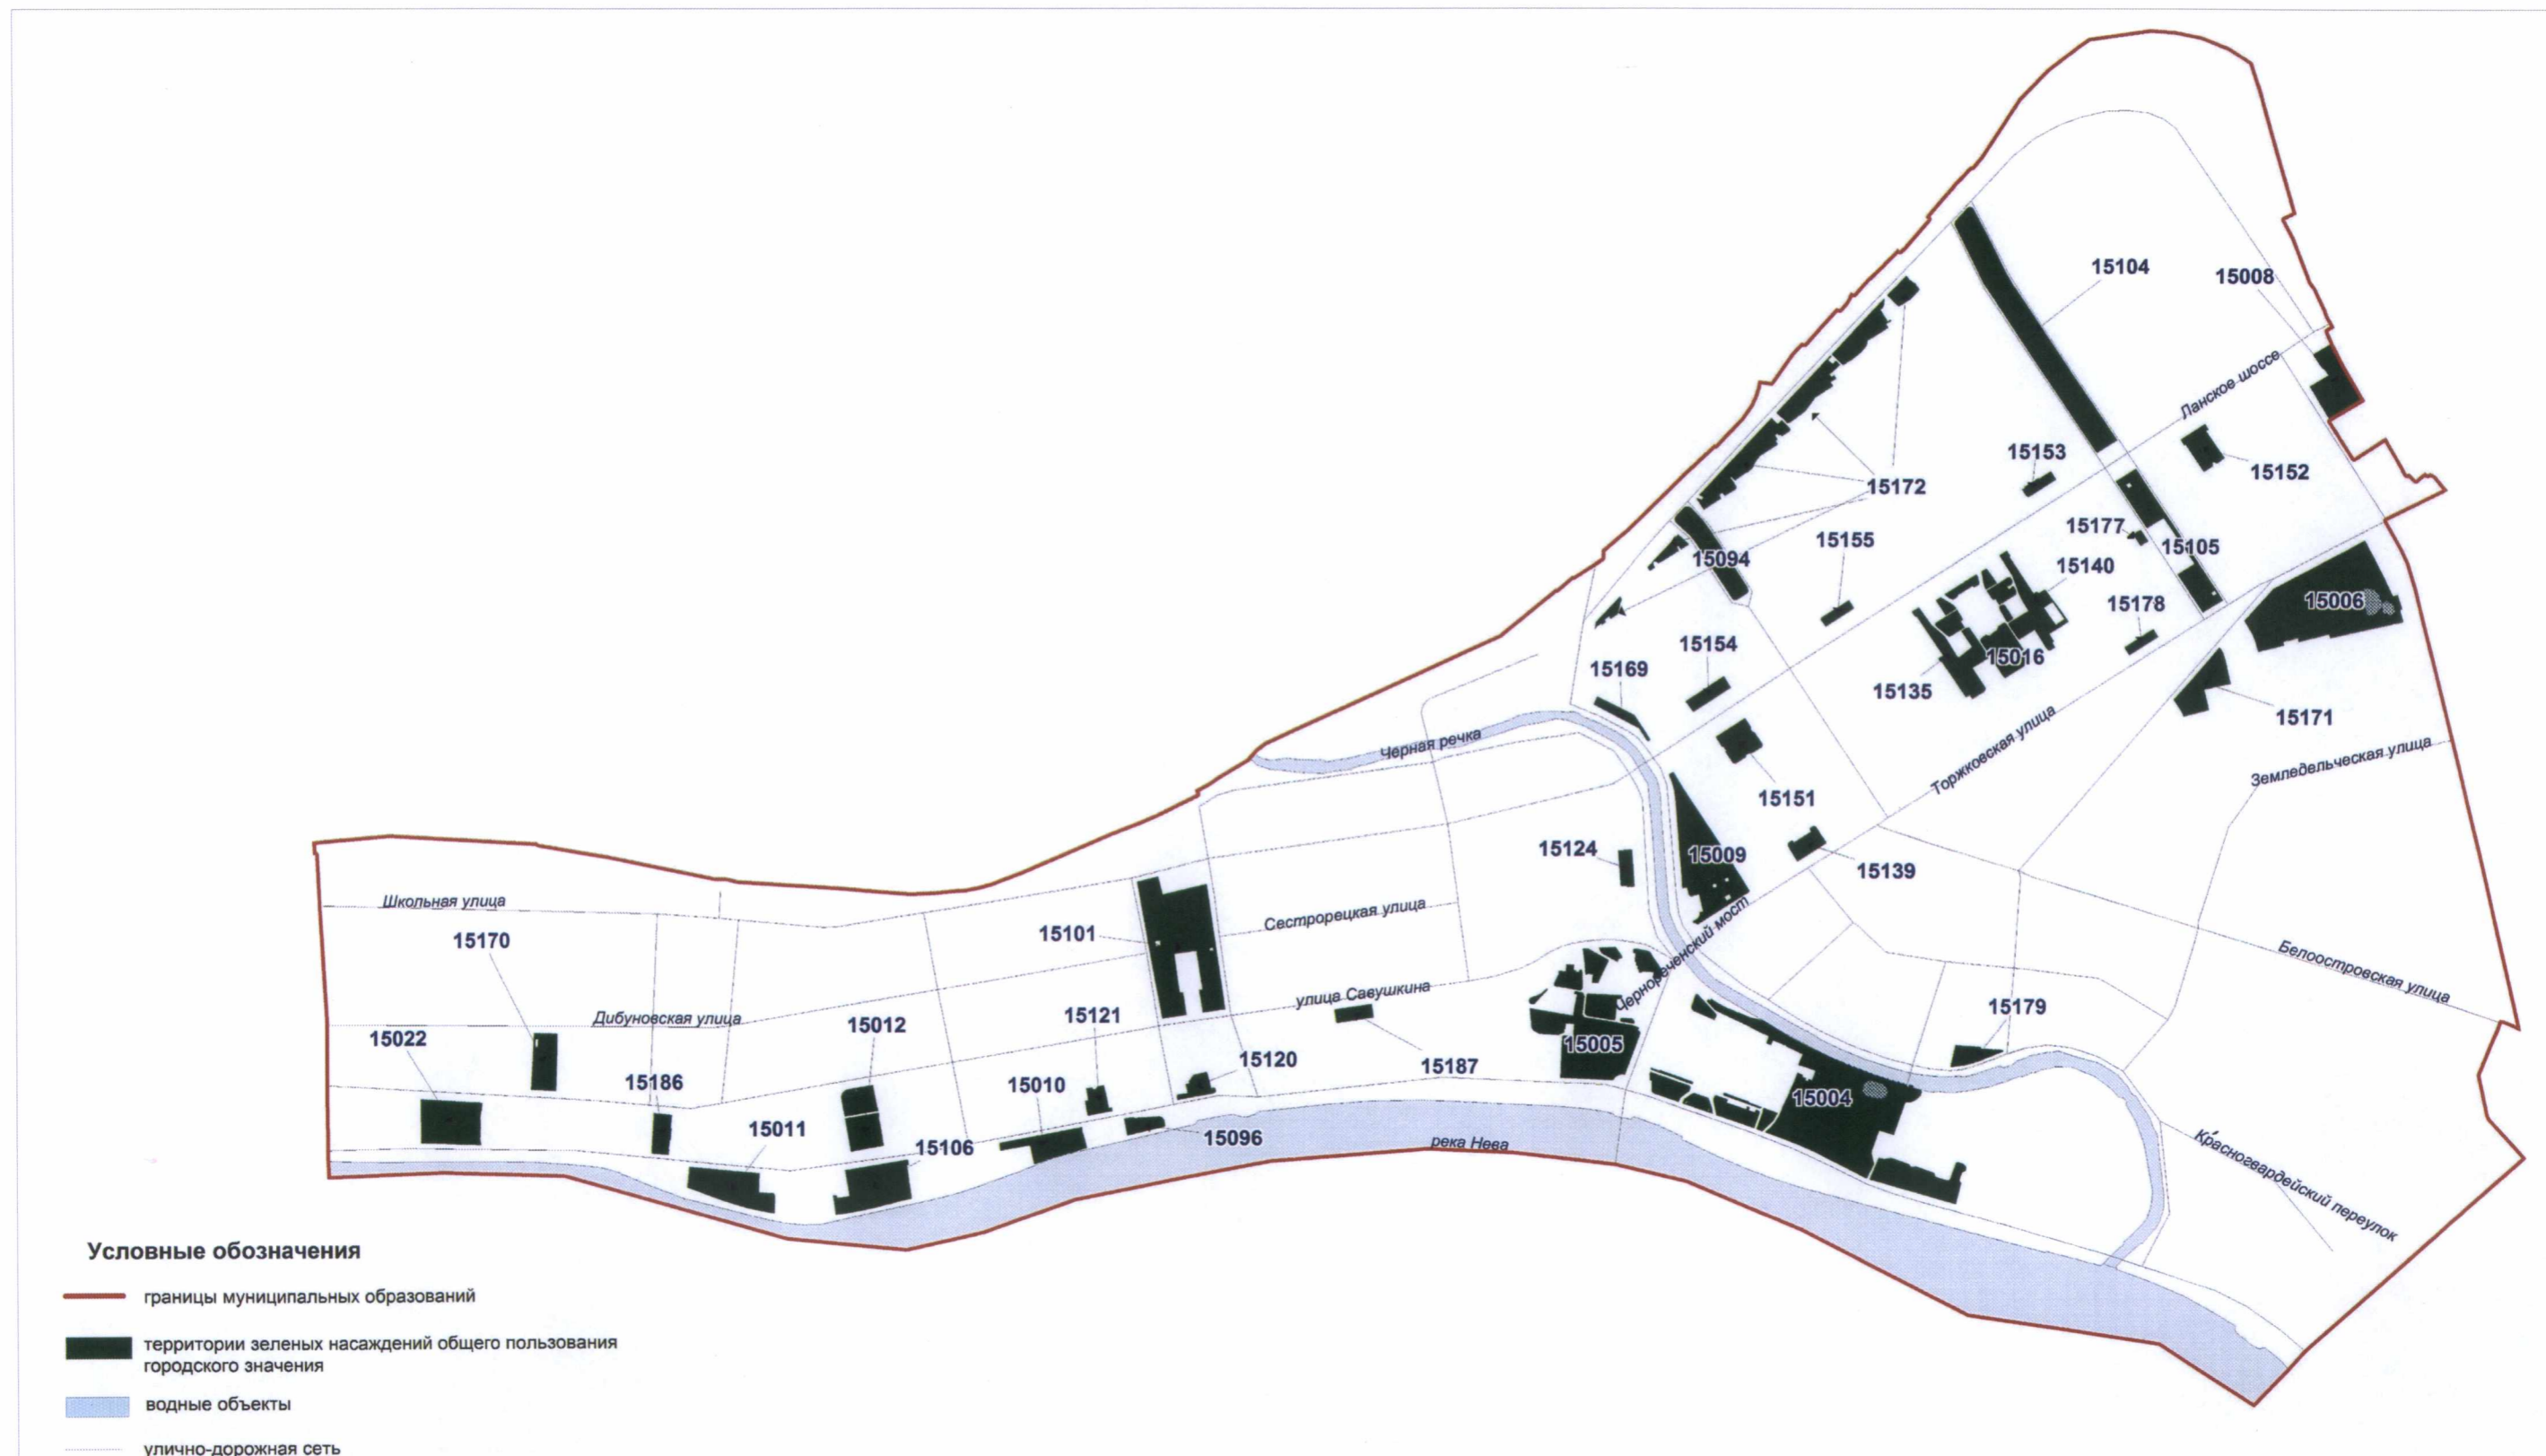 15104
15008
Ланское шоссе
15153
15152
15172
15177
15105
15155
15094
15140
15178
15006
15154
15016
15169
15135
15171
Торжковская улица
Черная речка
Земледельческая улица
15151
15124
15009
15139
Школьная улица
15170
15101
Сестрорецкая улица
Чернореченский мост
Белоостровская улица
улица Савушкина
15179
15022
Дибуновская улица
15012
15121
15005
15186
15010
15120
15187
15004
15011
15106
15096
река Нева
Красногвардейский переулок
Условные обозначения
границы муниципальных образований
территории зеленых насаждений общего пользования
городского значения
водные объекты
улично-дорожная сеть